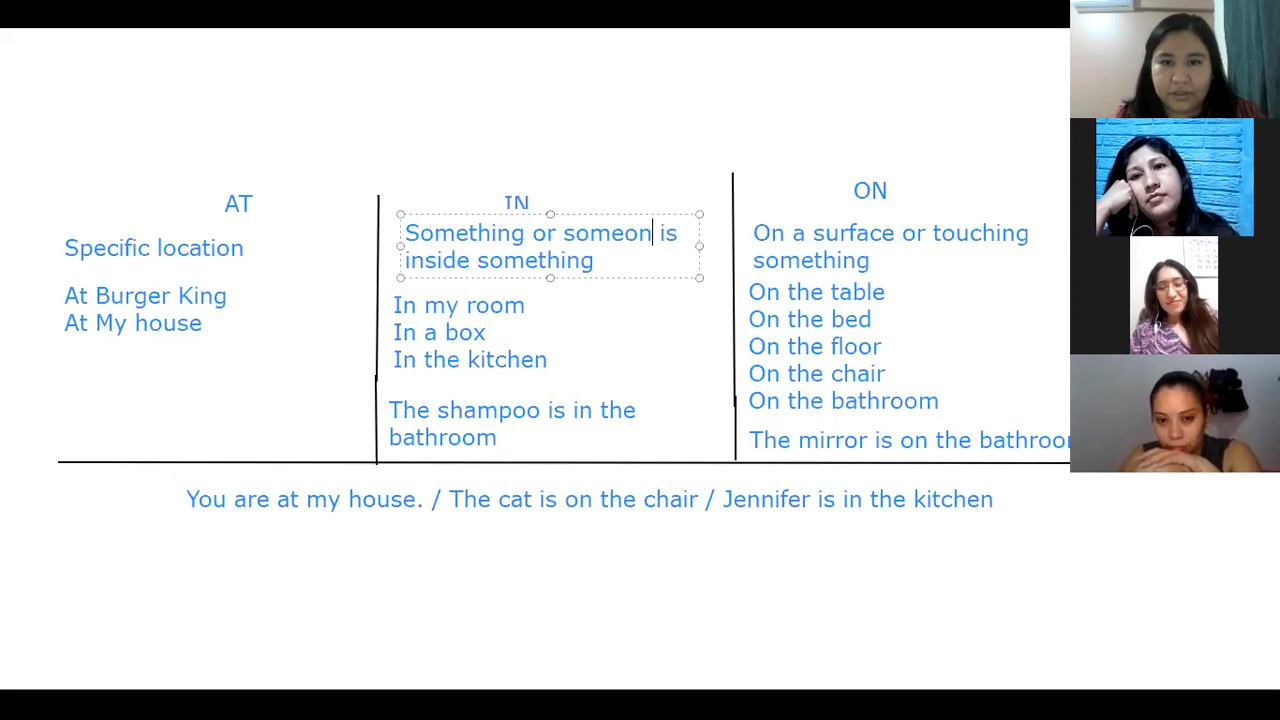 AT
Specific location
At Burger King
At My house
IN
Something or someon is
inside something
In my room
In a box
In the kitchen
The shampoo is in the
bathroom
ON
On a surface or touching
something
On the table
On the bed
On the floor
On the chair
On the bathroom
The mirror is on the bathroo
You are at my house. / The cat is on the chair / Jennifer is in the kitchen